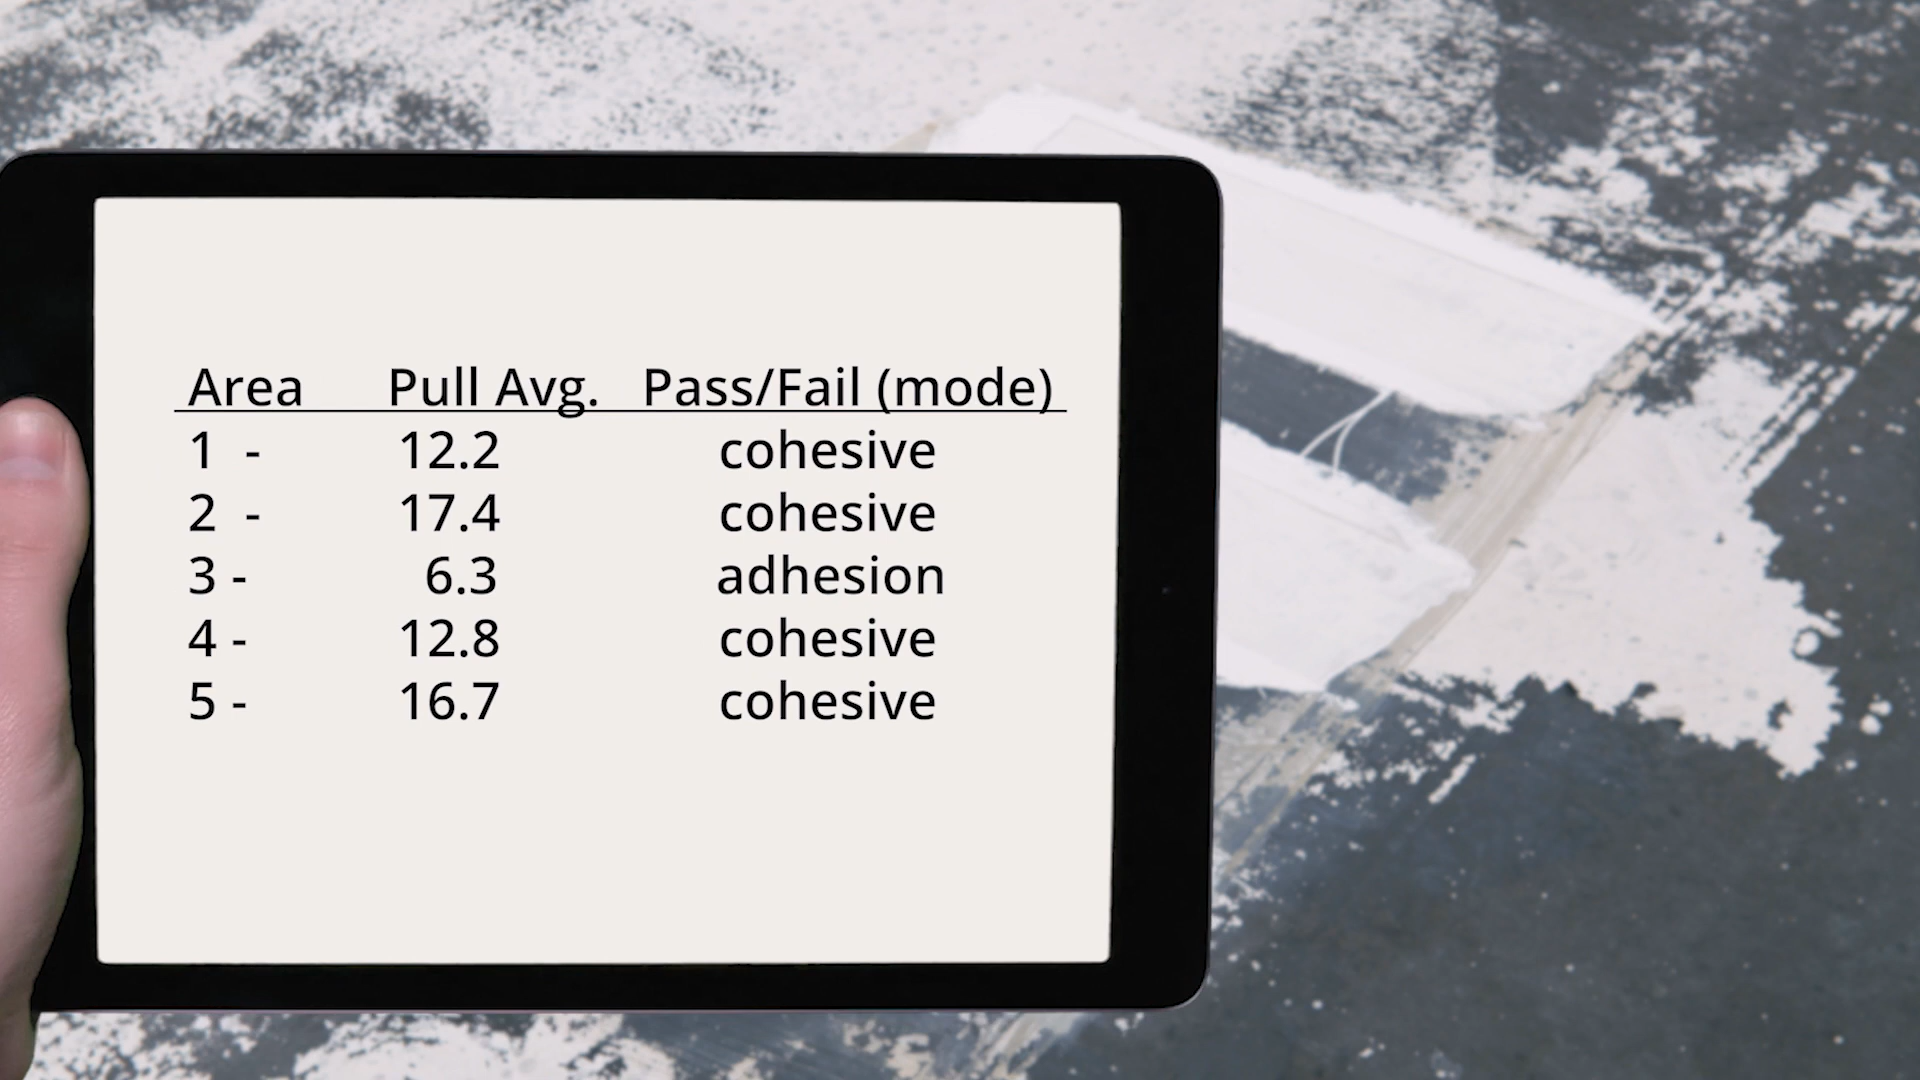 Area Pull Avg. Pass/Fail (mode)
1 - 12.2 cohesive
2 - 17.4 cohesive
3 - 6.3 adhesion
4 - 12.8 cohesive
5 - 16.7 cohesive